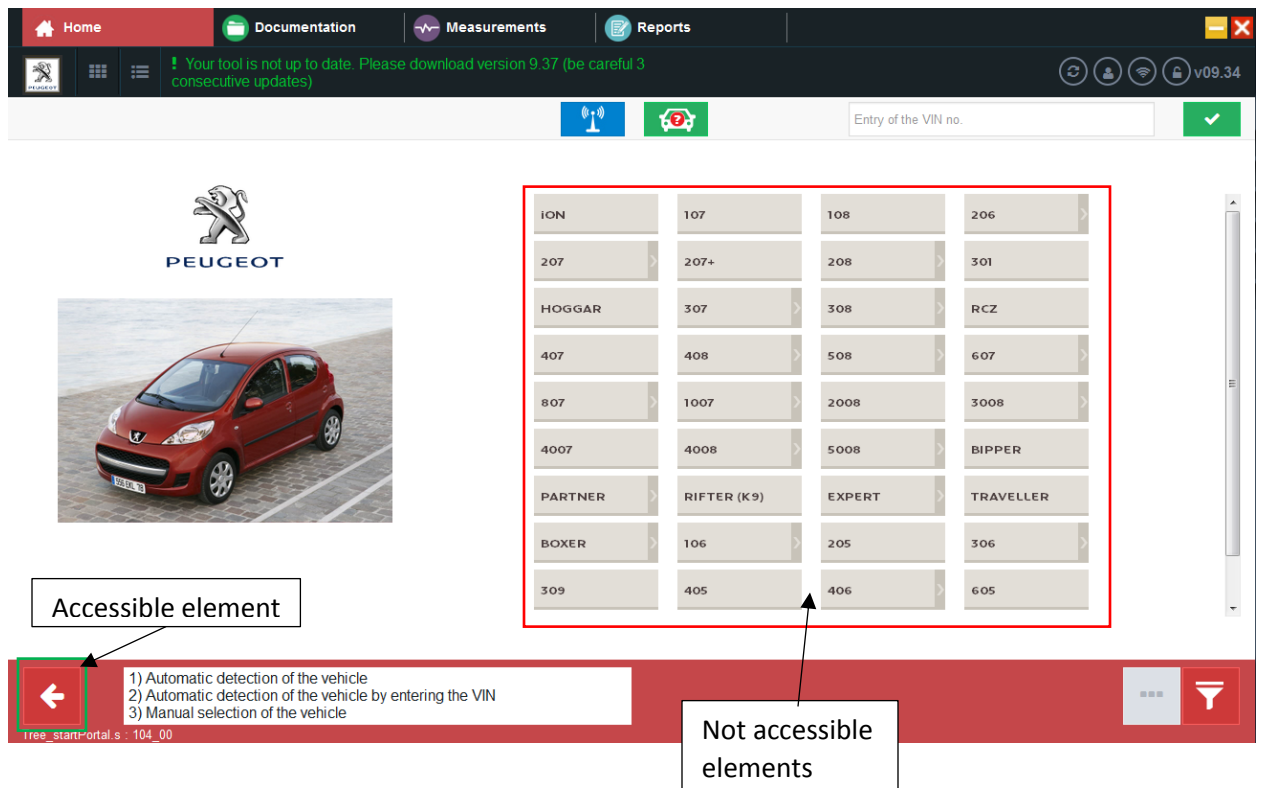 Home
Documentation
Measurements
Reports
PEUGEOT
! Your tool is not up to date. Please download version 9.37 (be careful 3
consecutive updates)
v09.34
Entry of the VIN no.
PEUGEOT
iON
107
108
206
207
207+
208
301
HOGGAR
307
308
RCZ
407
408
508
607
807
1007
2008
3008
4007
4008
5008
BIPPER
PARTNER
RIFTER (K9)
EXPERT
TRAVELLER
BOXER
106
205
306
309
405
406
605
Accessible element
1) Automatic detection of the vehicle
2) Automatic detection of the vehicle by entering the VIN
3) Manual selection of the vehicle
Tree_startPortal.s : 104_00
Not accessible
elements